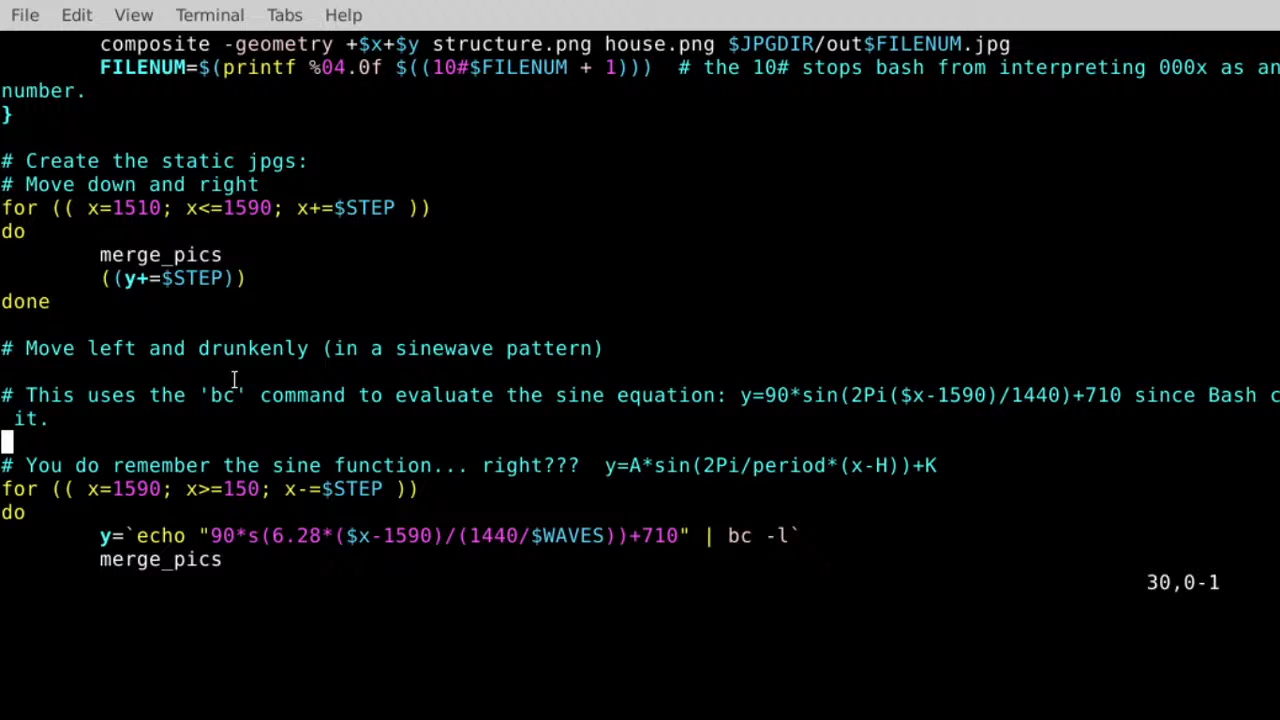 File Edit View Terminal Tabs Help
composite -geometry +$x+$y structure.png house.png $JPGDIR/out$FILENUM.jpg
FILENUM=$(printf %04.0f $((10#$FILENUM + 1))) # the 10# stops bash from interpreting 000x as an
number.
}
# Create the static jpgs:
# Move down and right
for (( x=1510; x<=1590; x+=$STEP ))
do
merge_pics
((y+=$STEP))
done
# Move left and drunkenly (in a sinewave pattern)
# This uses the 'bc' command to evaluate the sine equation: y=90*sin(2Pi($x-1590)/1440)+710 since Bash c
it.
# You do remember the sine function... right??? y=A*sin(2Pi/period*(x-H))+K
for (( x=1590; x>=150; x-=$STEP ))
do
y=`echo "90*s(6.28*($x-1590)/(1440/$WAVES))+710" | bc -l`
merge_pics
30,0-1